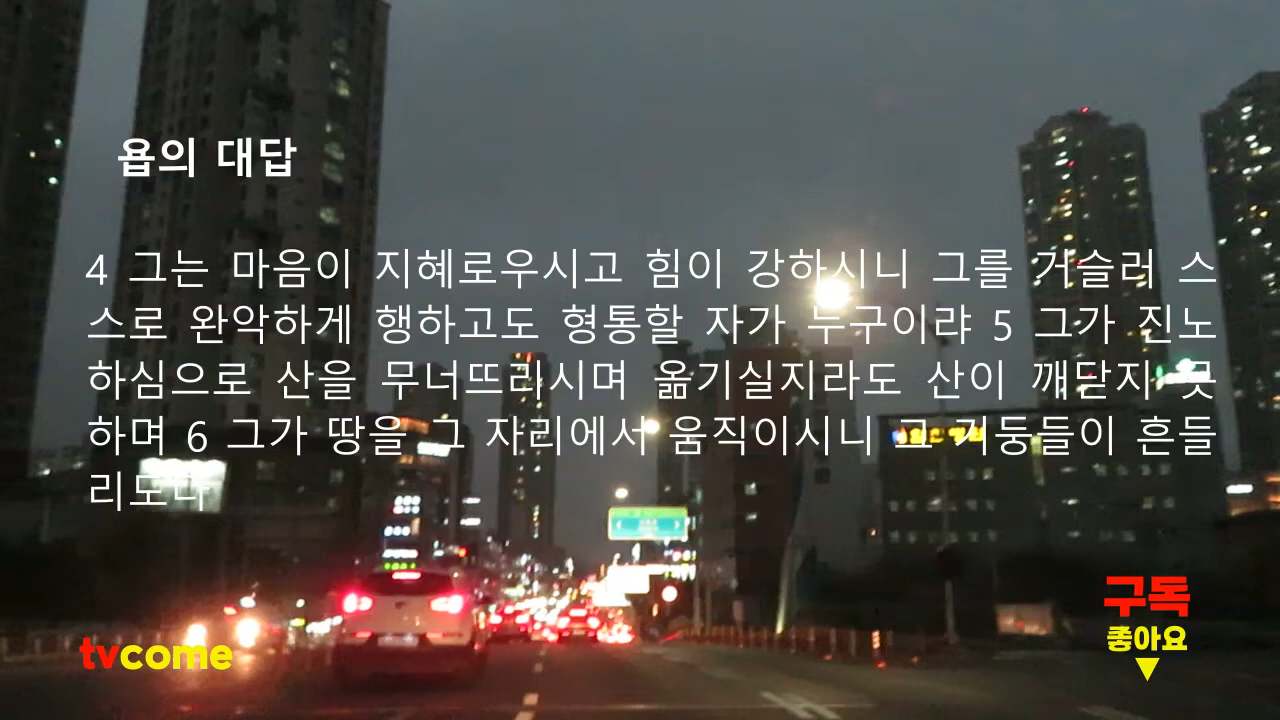 욥의 대답
4 그는 마음이 지혜로우시고 힘이 강하시니 그를 거슬러 스
스로 완악하게 행하고도 형통할 자가 누구이랴 5 그가 진노
하심으로 산을 무너뜨리시며 옮기실지라도 산이 깨닫지 못
하며 6 그가 땅을 그 자리에서 움직이시니 그 기둥들이 흔들
리도다
구독
좋아요
tvcome